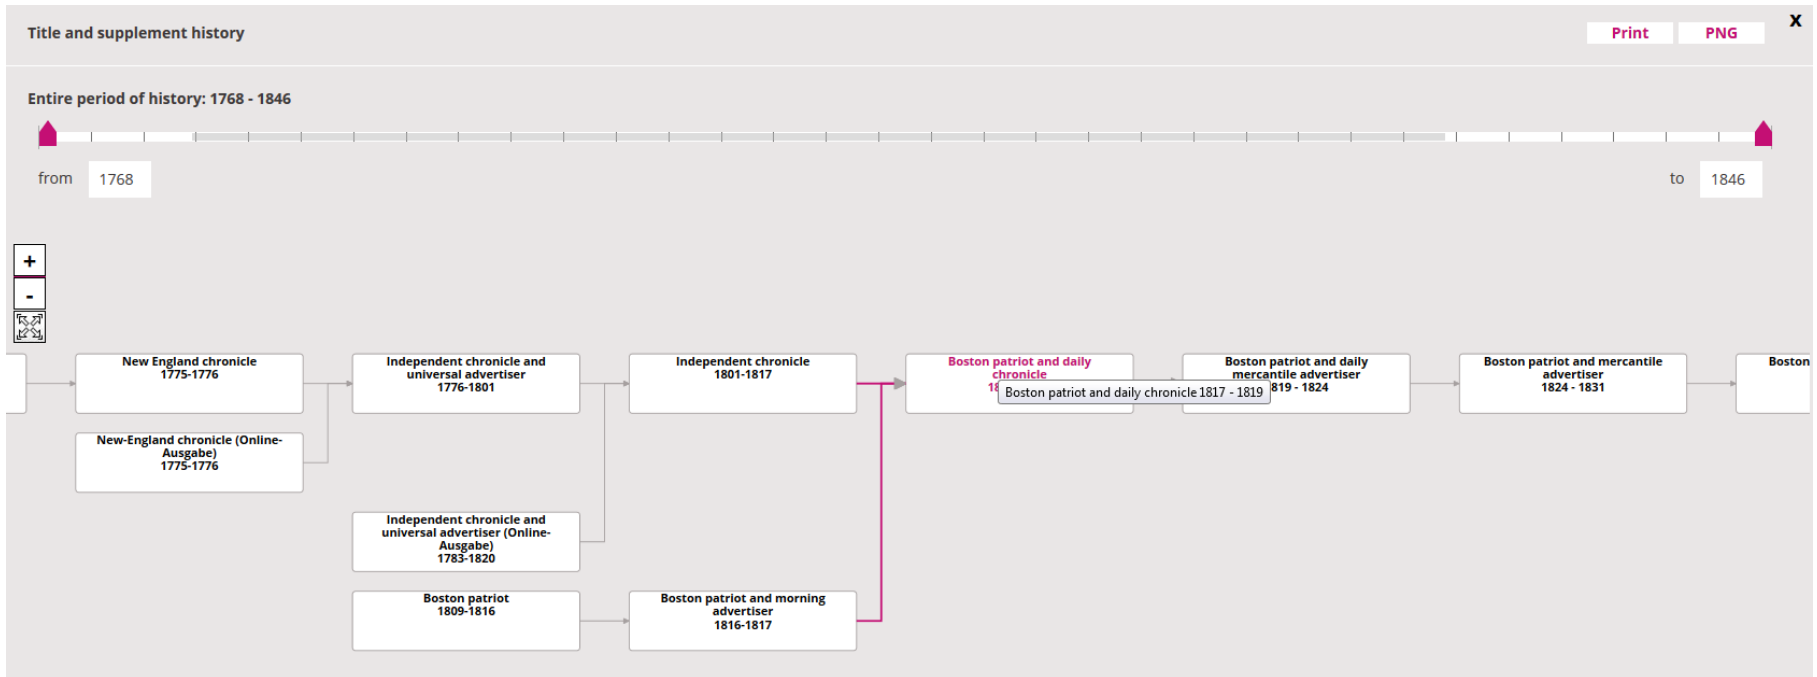 Title and supplement history
Print
PNG
x
Entire period of history: 1768 - 1846
from
1768
to
1846
+
-
New England chronicle
1775-1776
Independent chronicle and
universal advertiser
1776-1801
Independent chronicle
1801-1817
Boston patriot and daily
chronicle
18
Boston patriot and daily chronicle 1817 - 1819
Boston patriot and daily
mercantile advertiser
819 - 1824
Boston patriot and mercantile
advertiser
1824 - 1831
Boston
New-England chronicle (Online-
Ausgabe)
1775-1776
Independent chronicle and
universal advertiser (Online-
Ausgabe)
1783-1820
Boston patriot
1809-1816
Boston patriot and morning
advertiser
1816-1817